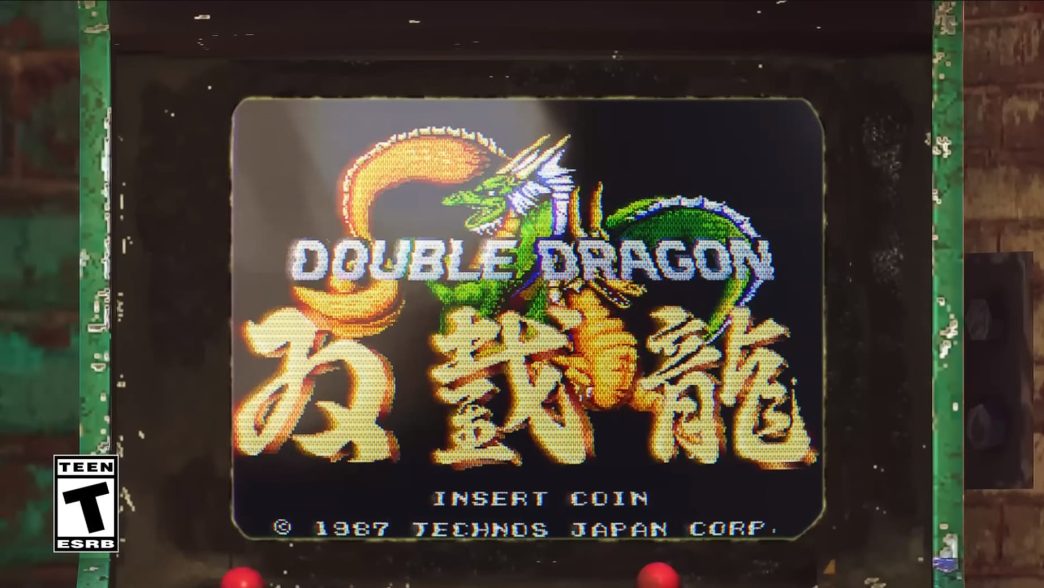 DOUBLE DRAGON
双截龍
INSERT COIN
© 1987 TECHNOS JAPAN CORP.
TEEN
T
ESRB